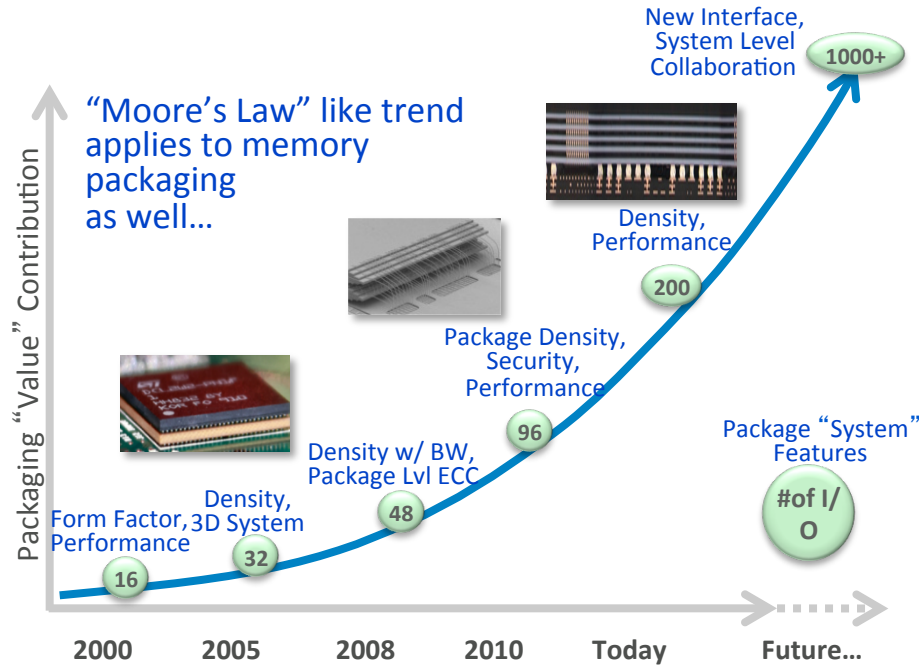 New Interface,
System Level
Collaboration
1000+
“Moore’s Law” like trend
applies to memory
packaging
as well...
Density,
Performance
200
Package Density,
Security,
Performance
96
Density w/ BW,
Package Lvl ECC
48
Density,
3D System
32
Form Factor,
Performance
16
Package “System”
Features
#of I/
O
Packaging “Value” Contribution
2000
2005
2008
2010
Today
Future...